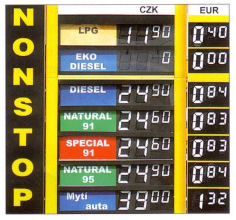 NONSTOP
CZK EUR
LPG 11 90 0 40
EKO
DIESEL 0 0 00
DIESEL 24 90 0 84
NATURAL
91 24 60 0 83
SPECIAL
91 24 60 0 83
NATURAL
95 24 90 0 84
Mytí
auta 39 00 1 32